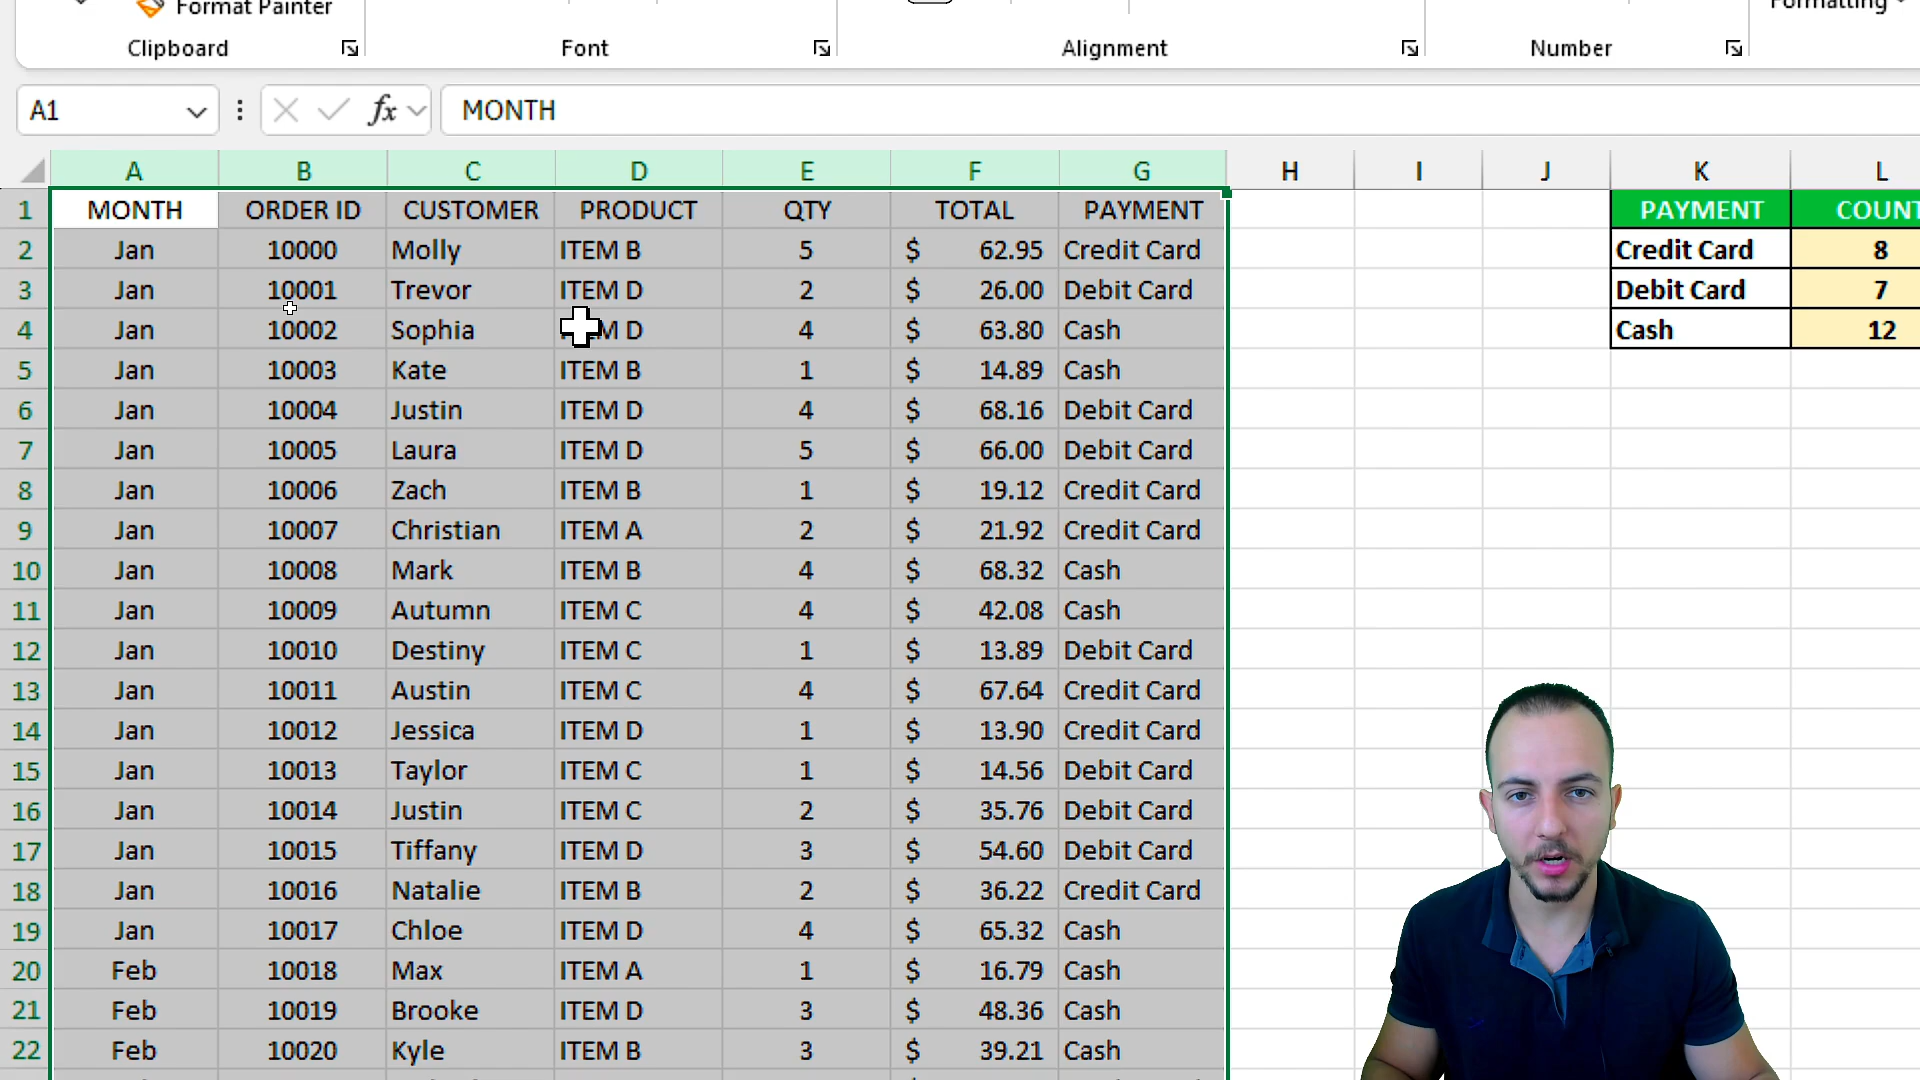 Format Painter
Formatting
Clipboard Font Alignment Number
A1 fx MONTH
A B C D E F G H I J K L
1 MONTH ORDER ID CUSTOMER PRODUCT QTY TOTAL PAYMENT PAYMENT COUNT
2 Jan 10000 Molly ITEM B 5 $ 62.95 Credit Card Credit Card 8
3 Jan 10001 Trevor ITEM D 2 $ 26.00 Debit Card Debit Card 7
4 Jan 10002 Sophia M D 4 $ 63.80 Cash Cash 12
5 Jan 10003 Kate ITEM B 1 $ 14.89 Cash
6 Jan 10004 Justin ITEM D 4 $ 68.16 Debit Card
7 Jan 10005 Laura ITEM D 5 $ 66.00 Debit Card
8 Jan 10006 Zach ITEM B 1 $ 19.12 Credit Card
9 Jan 10007 Christian ITEM A 2 $ 21.92 Credit Card
10 Jan 10008 Mark ITEM B 4 $ 68.32 Cash
11 Jan 10009 Autumn ITEM C 4 $ 42.08 Cash
12 Jan 10010 Destiny ITEM C 1 $ 13.89 Debit Card
13 Jan 10011 Austin ITEM C 4 $ 67.64 Credit Card
14 Jan 10012 Jessica ITEM D 1 $ 13.90 Credit Card
15 Jan 10013 Taylor ITEM C 1 $ 14.56 Debit Card
16 Jan 10014 Justin ITEM C 2 $ 35.76 Debit Card
17 Jan 10015 Tiffany ITEM D 3 $ 54.60 Debit Card
18 Jan 10016 Natalie ITEM B 2 $ 36.22 Credit Card
19 Jan 10017 Chloe ITEM D 4 $ 65.32 Cash
20 Feb 10018 Max ITEM A 1 $ 16.79 Cash
21 Feb 10019 Brooke ITEM D 3 $ 48.36 Cash
22 Feb 10020 Kyle ITEM B 3 $ 39.21 Cash